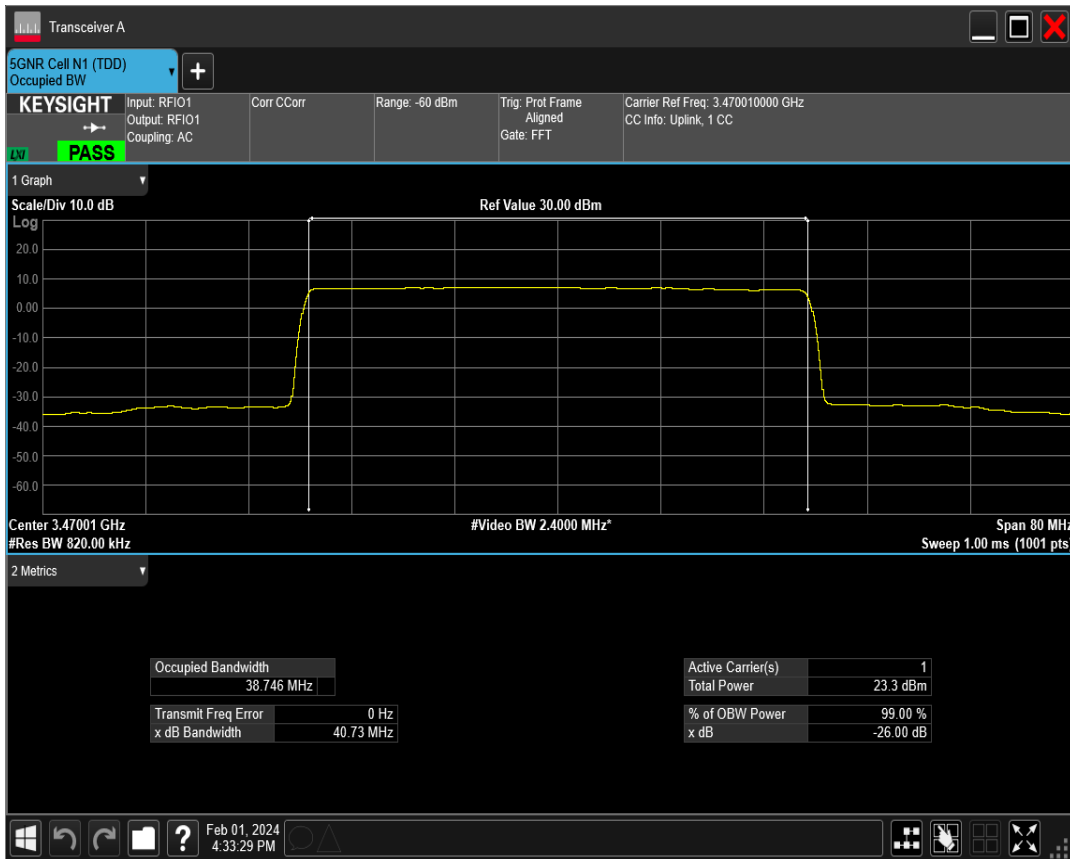 Transceiver A
5GNR Cell N1 (TDD)
Occupied BW
+
KEYSIGHT
LXI
PASS
Input: RFIO1
Output: RFIO1
Coupling: AC
Corr CCorr
Range: -60 dBm
Trig: Prot Frame
Aligned
Gate: FFT
Carrier Ref Freq: 3.470010000 GHz
CC Info: Uplink, 1 CC
1 Graph
Scale/Div 10.0 dB
Ref Value 30.00 dBm
Log
20.0
10.0
0.00
-10.0
-20.0
-30.0
-40.0
-50.0
-60.0
Center 3.47001 GHz
#Video BW 2.4000 MHz*
Span 80 MHz
#Res BW 820.00 kHz
Sweep 1.00 ms (1001 pts)
2 Metrics
Occupied Bandwidth
38.746 MHz
Transmit Freq Error 0 Hz
x dB Bandwidth 40.73 MHz
Active Carrier(s) 1
Total Power 23.3 dBm
% of OBW Power 99.00 %
x dB -26.00 dB
?
Feb 01, 2024
4:33:29 PM